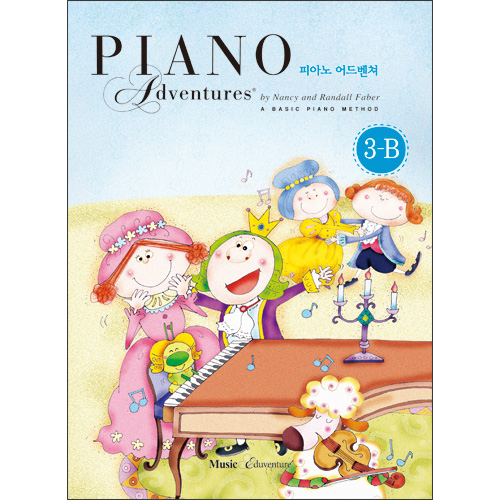 PIANO 피아노 어드벤쳐
Adventures® by Nancy and Randall Faber
A BASIC PIANO METHOD
3-B
Music Eduventure